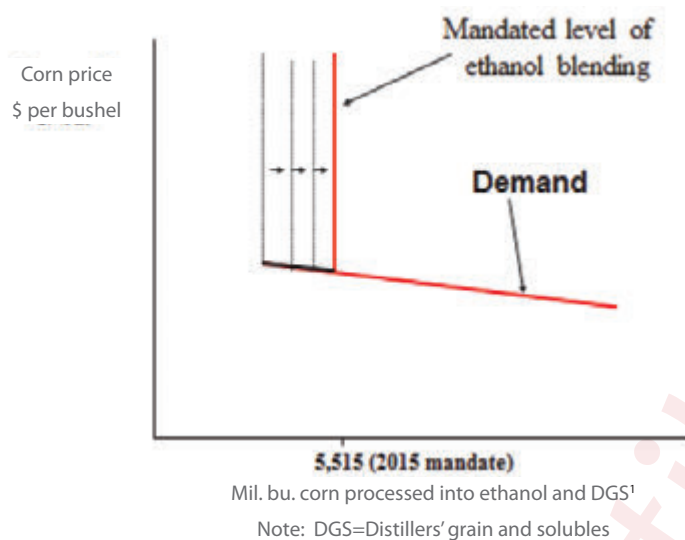 Mandated level of
ethanol blending
Corn price
$ per bushel
Demand
5,515 (2015 mandate)
Mil. bu. corn processed into ethanol and DGS¹
Note: DGS=Distillers' grain and solubles